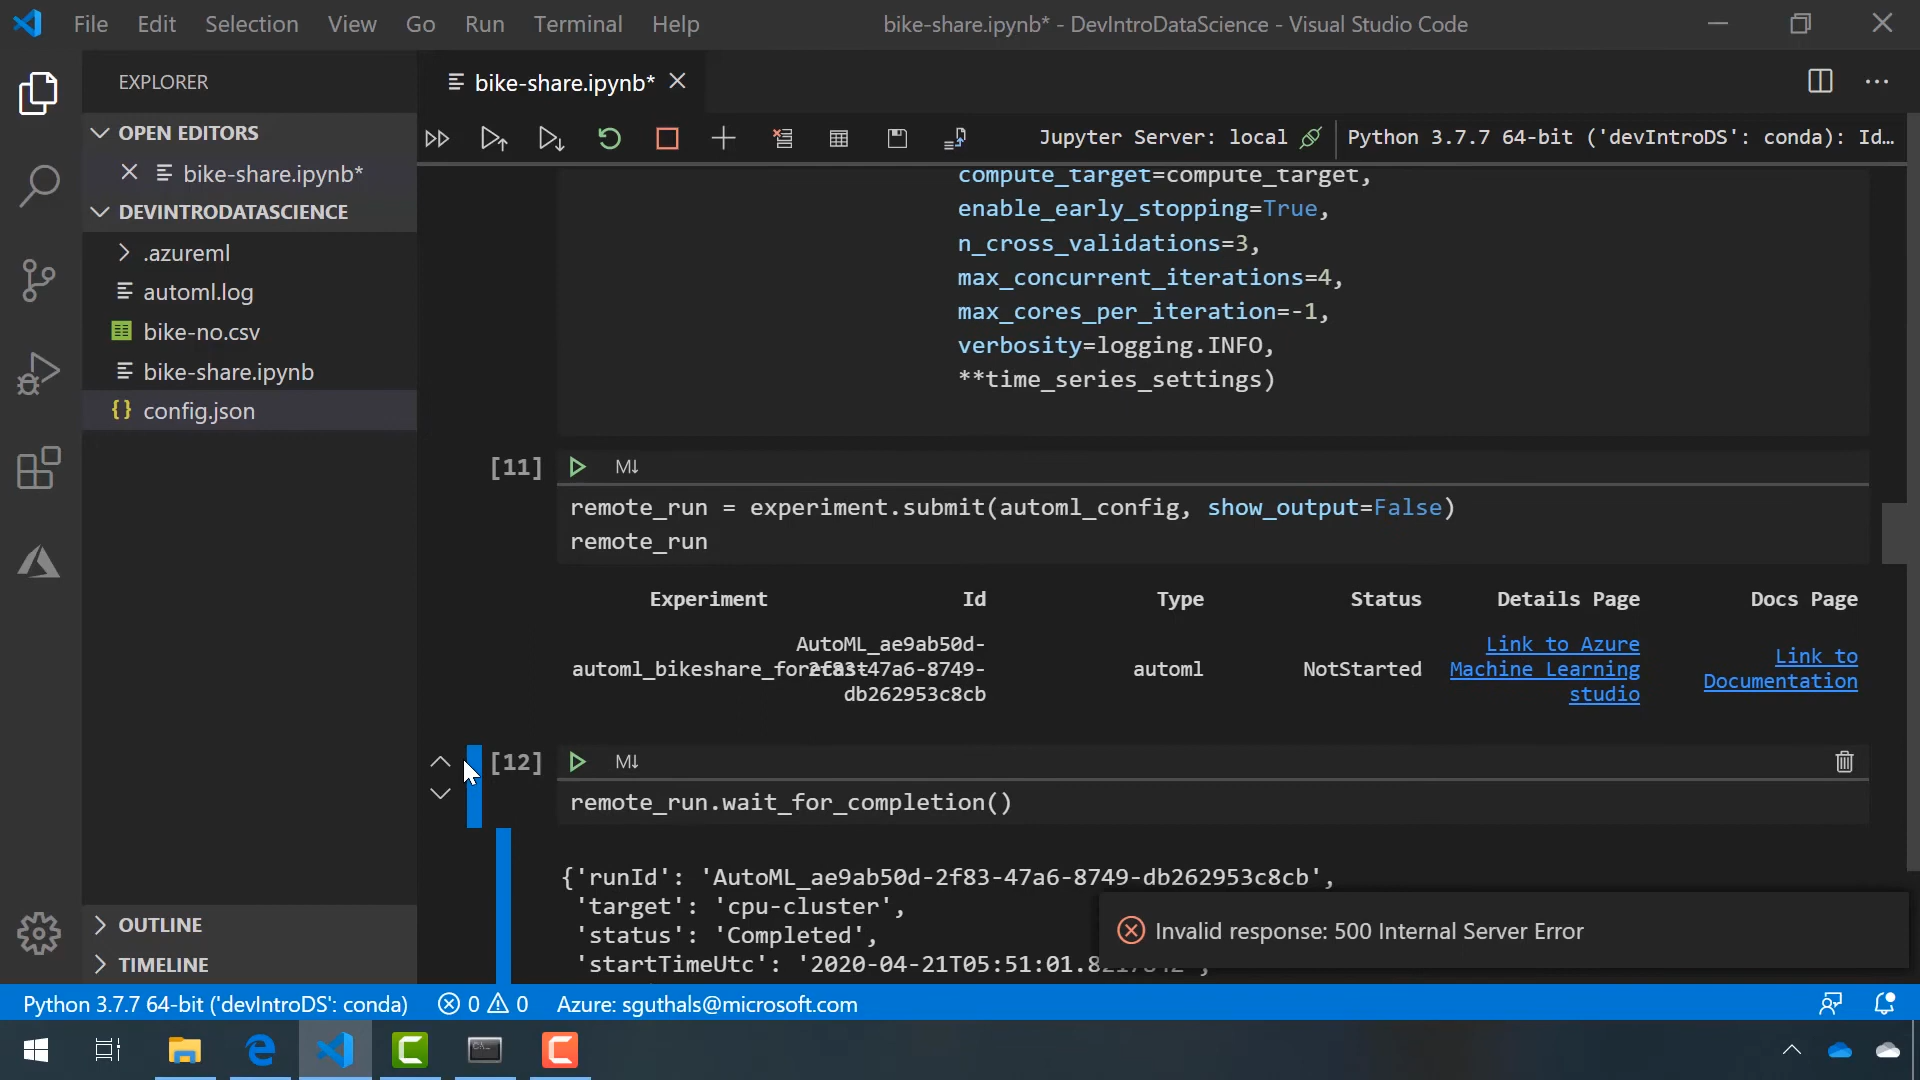 File Edit Selection View Go Run Terminal Help
bike-share.ipynb* - DevIntroDataScience - Visual Studio Code
EXPLORER
bike-share.ipynb*
OPEN EDITORS
bike-share.ipynb*
DEVINTRODATASCIENCE
.azureml
automl.log
bike-no.csv
bike-share.ipynb
config.json
OUTLINE
TIMELINE
Jupyter Server: local
Python 3.7.7 64-bit ('devIntroDS': conda): Id...
compute_target=compute_target,
enable_early_stopping=True,
n_cross_validations=3,
max_concurrent_iterations=4,
max_cores_per_iteration=-1,
verbosity=logging.INFO,
**time_series_settings)
[11]
M↓
remote_run = experiment.submit(automl_config, show_output=False)
remote_run
Experiment Id Type Status Details Page Docs Page
AutoML_ae9ab50d-
2f83-47a6-8749-
db262953c8cb
automl
NotStarted
Link to Azure
Machine Learning
studio
Link to
Documentation
[12]
M↓
remote_run.wait_for_completion()
{'runId': 'AutoML_ae9ab50d-2f83-47a6-8749-db262953c8cb',
'target': 'cpu-cluster',
'status': 'Completed',
'startTimeUtc': '2020-04-21T05:51:01.
Invalid response: 500 Internal Server Error
Python 3.7.7 64-bit ('devIntroDS': conda)
0 0
Azure: sguthals@microsoft.com